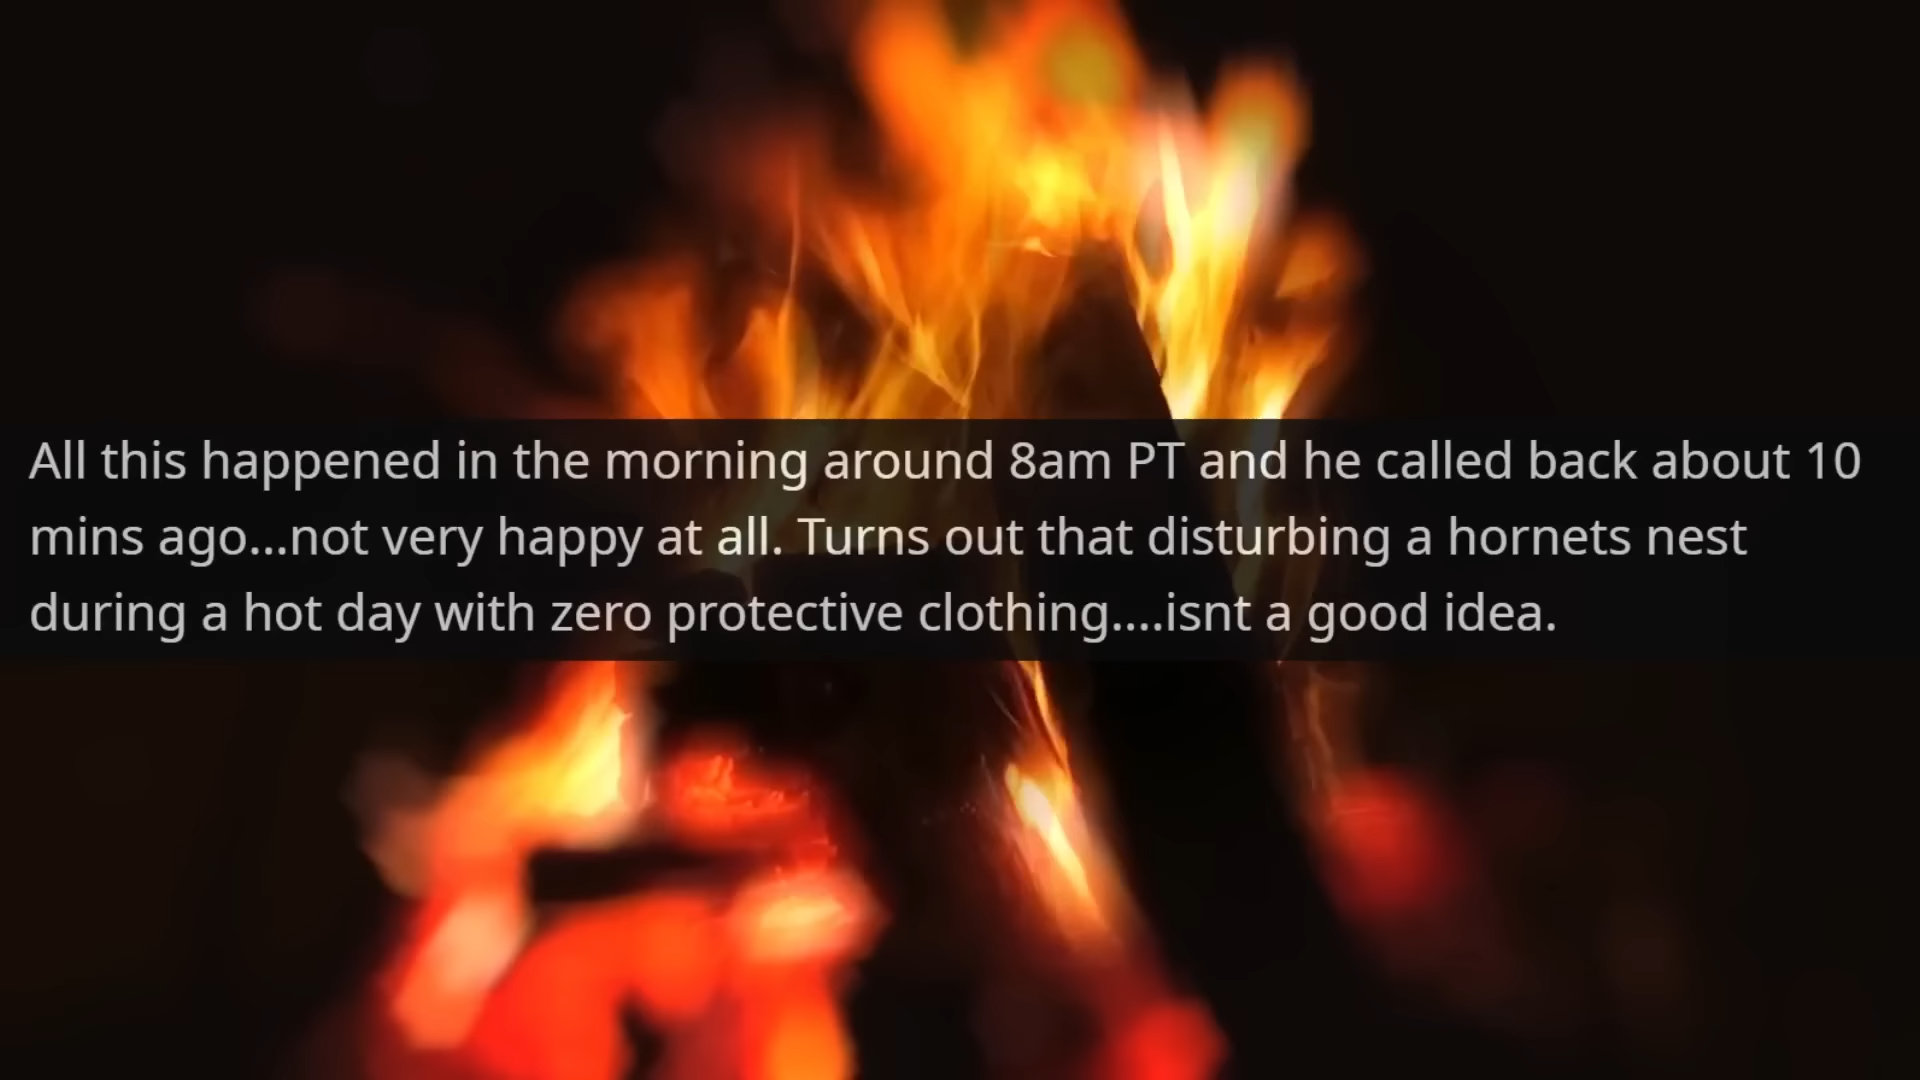 All this happened in the morning around 8am PT and he called back about 10
mins ago...not very happy at all. Turns out that disturbing a hornets nest
during a hot day with zero protective clothing....isnt a good idea.